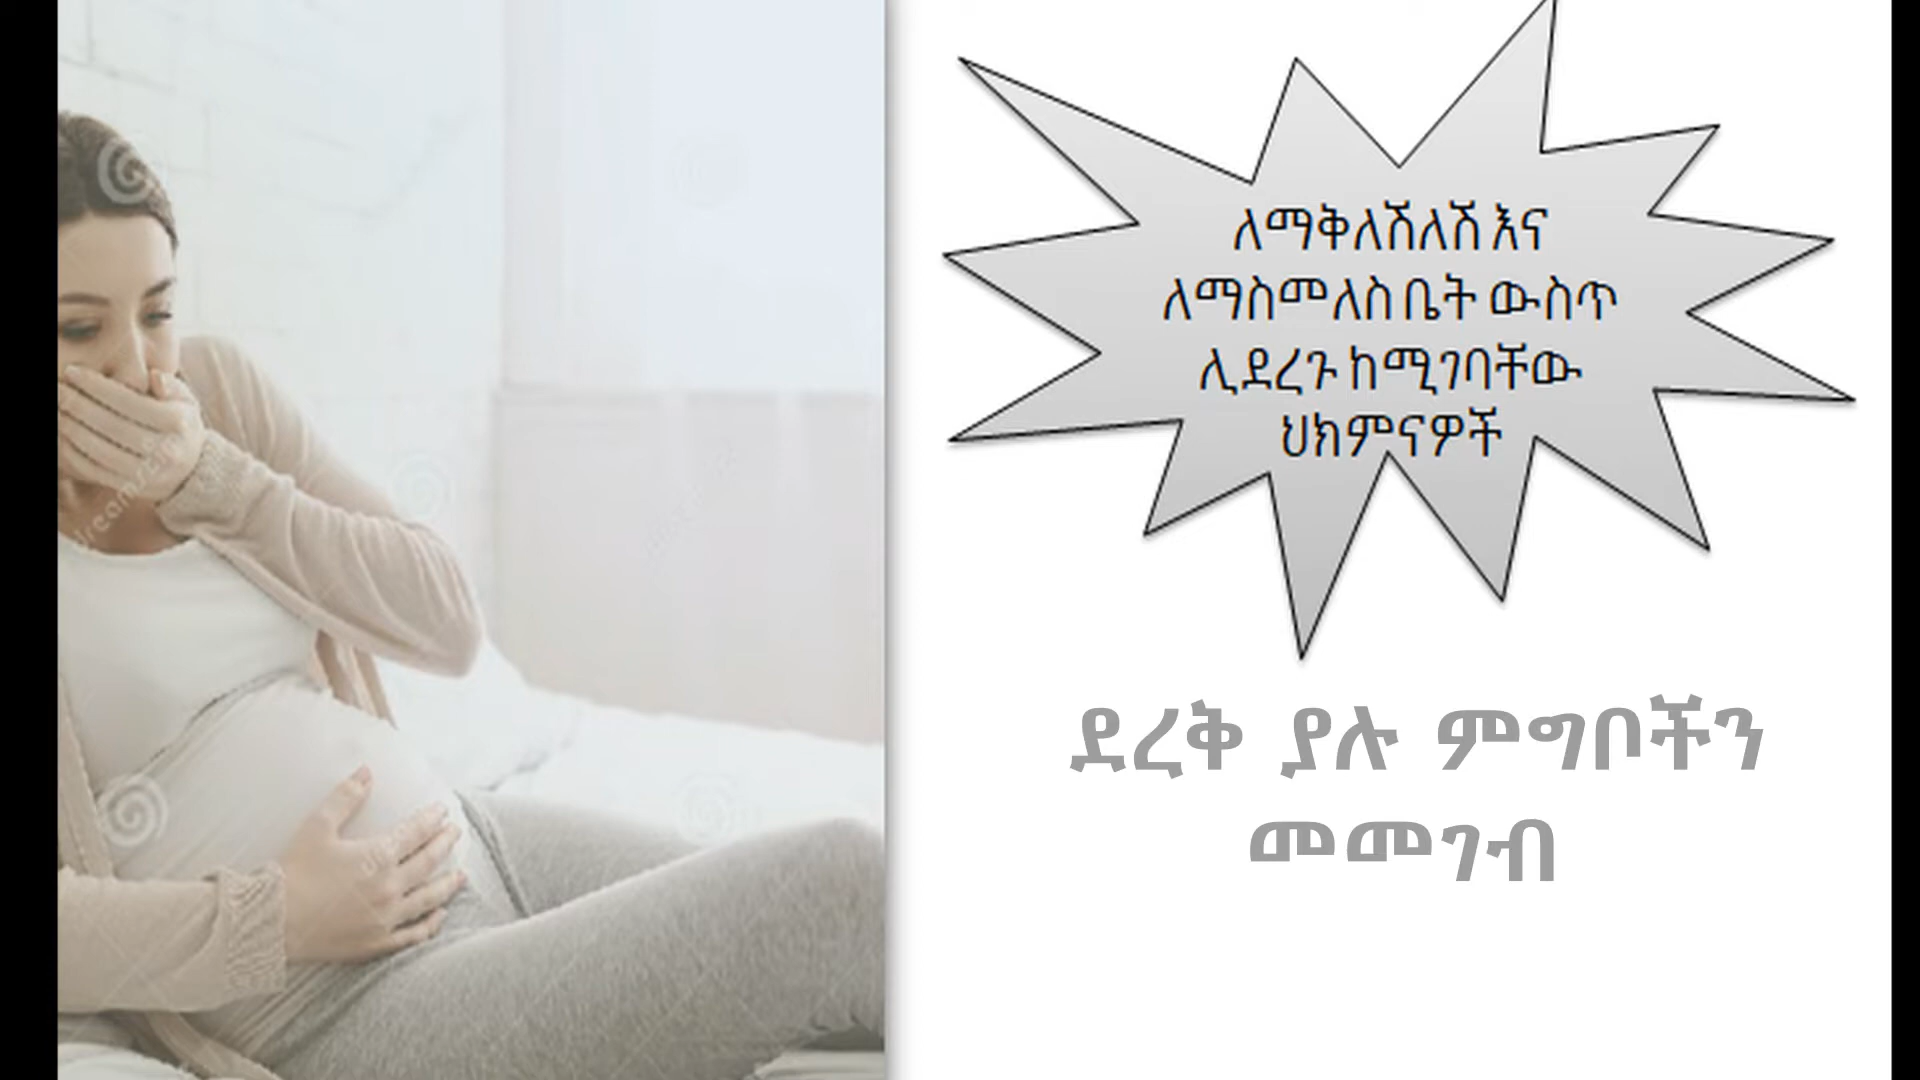 ለማቅለሽለሽ እና
ለማስመለስ ቤት ውስጥ
ሊደረጉ ከሚገባቸው
ህክምናዎች
ደረቅ ያሉ ምግቦችን
መመገብ